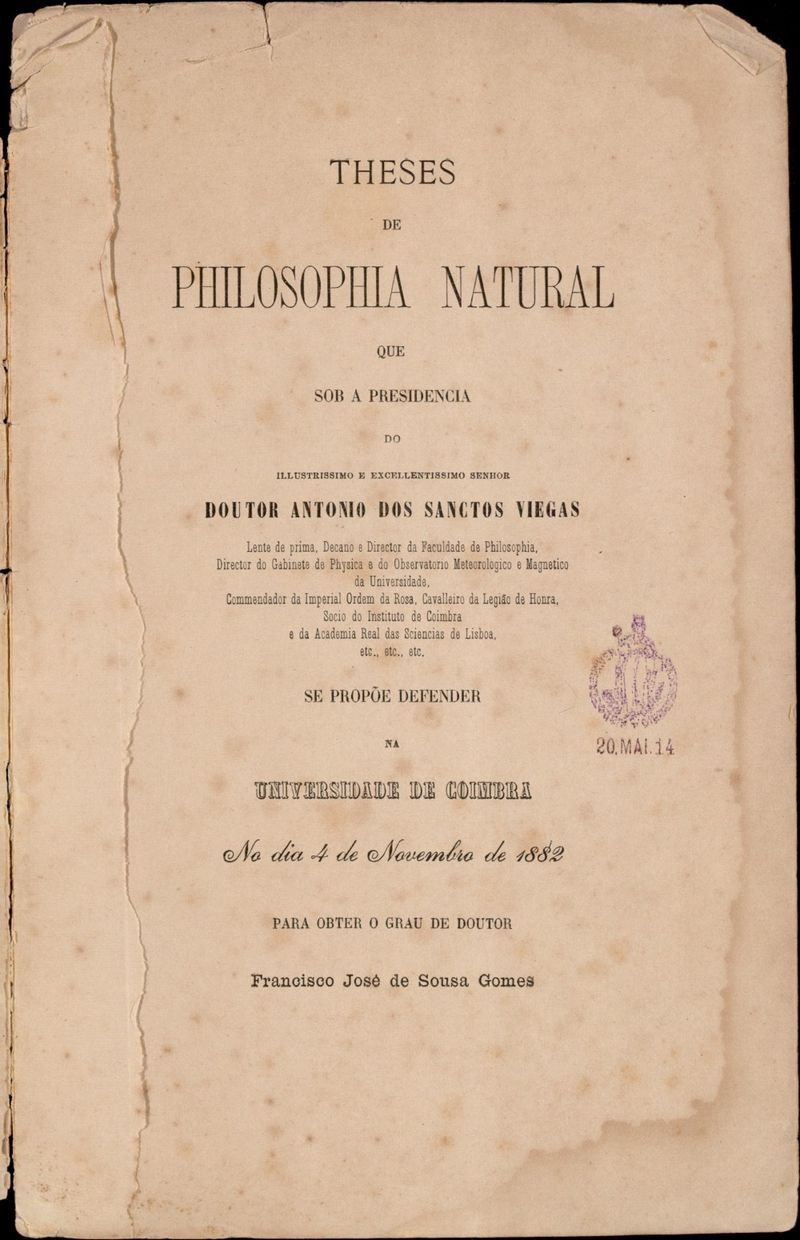 THESES
DE
PHILOSOPHIA NATURAL
QUE
SOB A PRESIDENCIA
DO
ILLUSTRISSIMO E EXCELLENTISSIMO SENHOR
DOUTOR ANTONIO DOS SANCTOS VIEGAS
Lente de prima, Decano e Director da Faculdade de Philosophia,
Director do Gabinete de Physica e do Observatorio Meteorologico e Magnetico
da Universidade,
Commendador da Imperial Ordem da Rosa, Cavalleiro da Legião de Honra,
Socio do Instituto de Coimbra
e da Academia Real das Sciencias de Lisboa,
etc., etc., etc.
SE PROPÕE DEFENDER
NA
20.MAI.14
UNIVERSIDADE DE COIMBRA
No dia 4 de Novembro de 1882
PARA OBTER O GRAU DE DOUTOR
Francisco José de Sousa Gomes